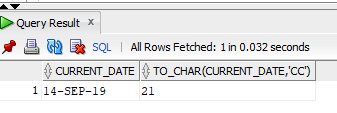 Query Result x
SQL | All Rows Fetched: 1 in 0.032 seconds
CURRENT_DATE TO_CHAR(CURRENT_DATE,'CC')
1 14-SEP-19 21